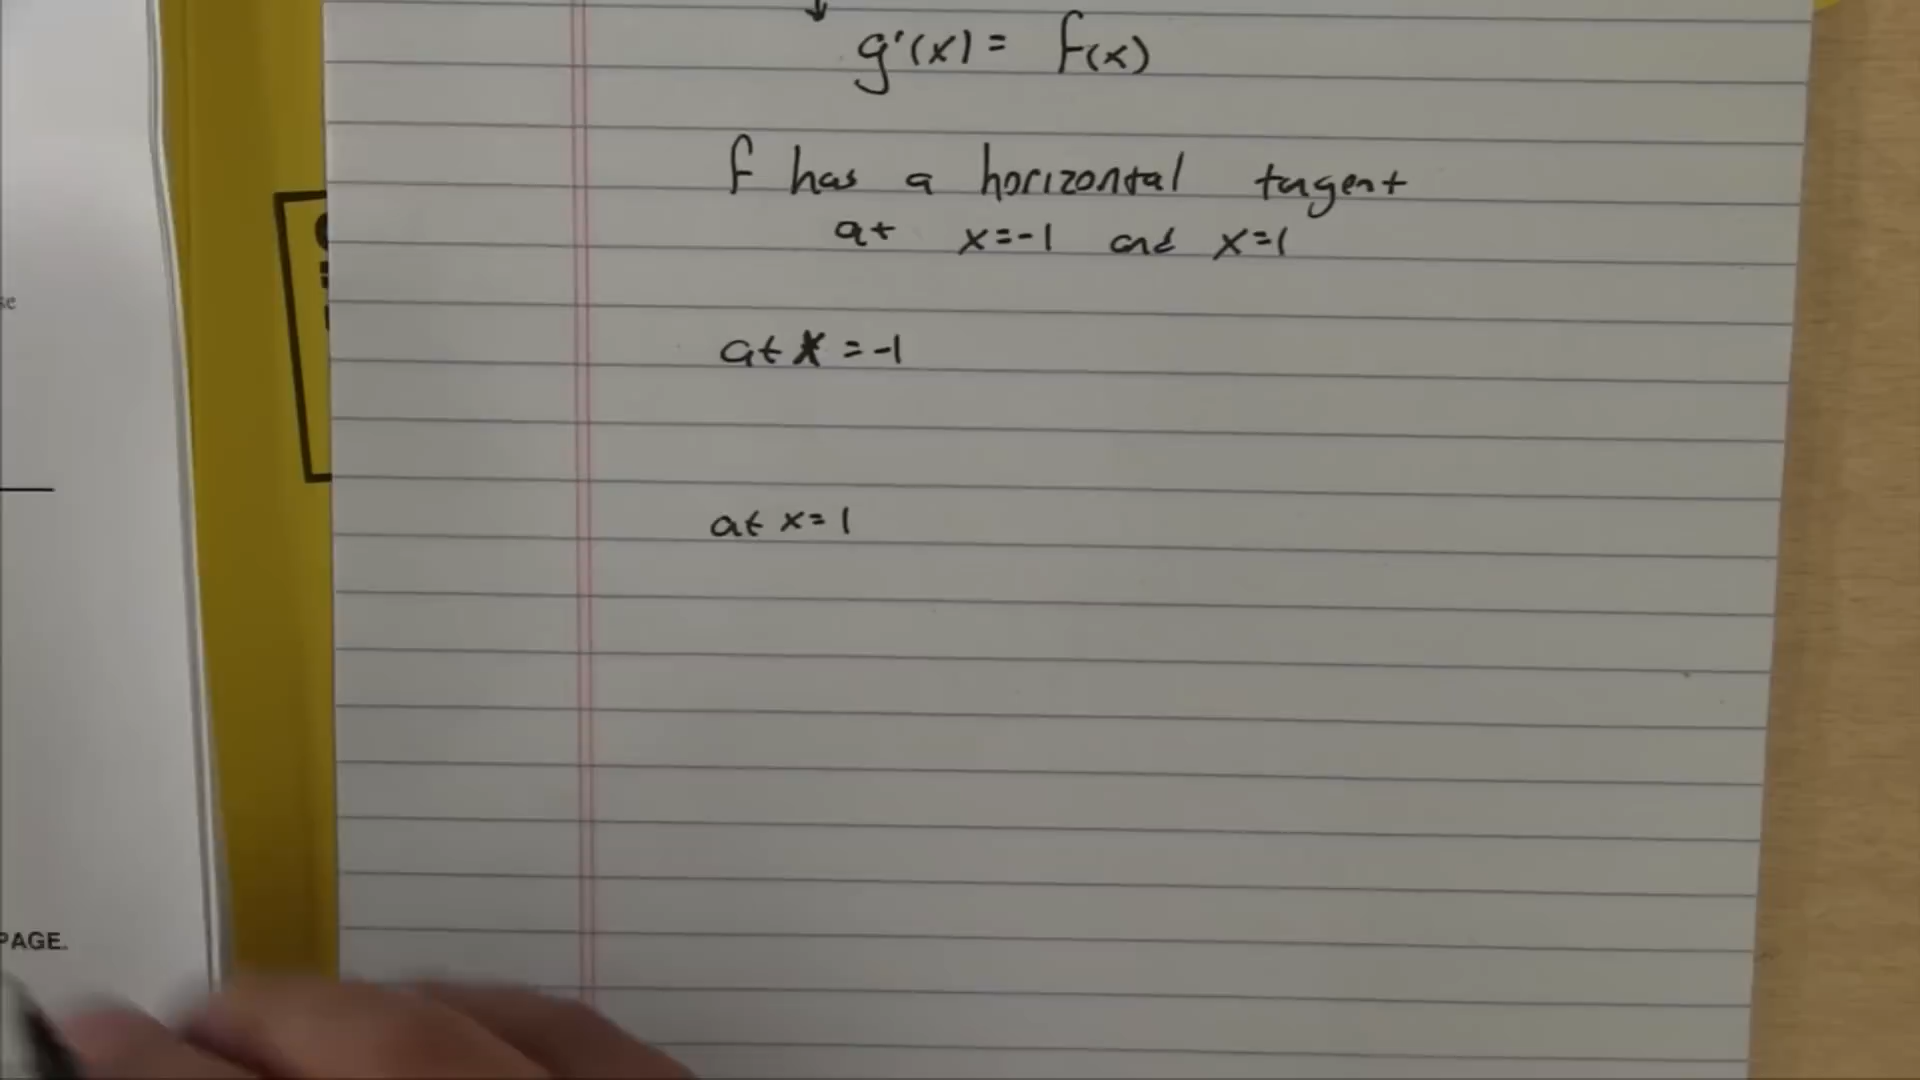 g'(x) = f(x)
f has a horizontal tagent
at x=-1 and x=1
at x = -1
at x= 1
PAGE.